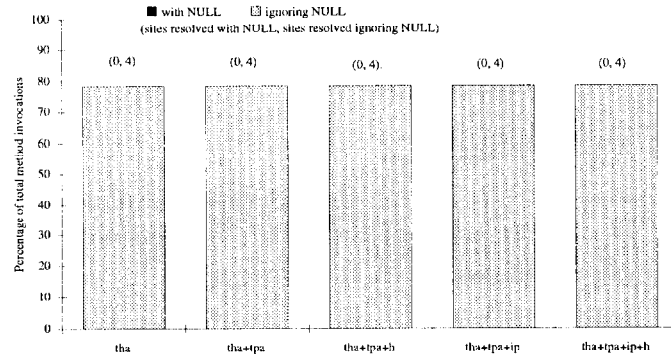 with NULL ignoring NULL
(sites resolved with NULL, sites resolved ignoring NULL)
Percentage of total method invocations
100
90
80
70
60
50
40
30
20
10
0
(0, 4) (0, 4) (0, 4) (0, 4) (0, 4)
tha tha+tpa tha+tpa+h tha+tpa+ip tha+tpa+ip+h